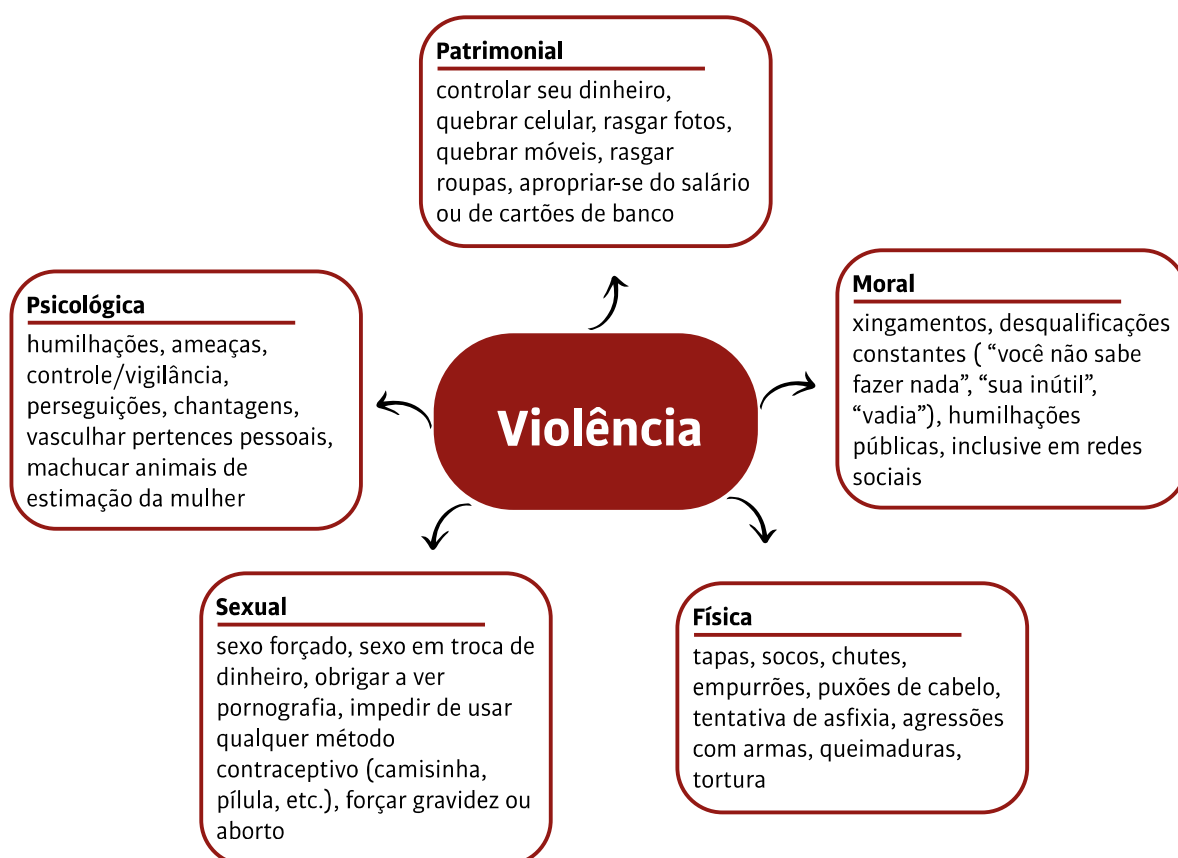 Patrimonial
controlar seu dinheiro,
quebrar celular, rasgar fotos,
quebrar móveis, rasgar
roupas, apropriar-se do salário
ou de cartões de banco
Psicológica
humilhações, ameaças,
controle/vigilância,
perseguições, chantagens,
vasculhar pertences pessoais,
machucar animais de
estimação da mulher
Violência
Moral
xingamentos, desqualificações
constantes ( “você não sabe
fazer nada”, “sua inútil”,
“vadia”), humilhações
públicas, inclusive em redes
sociais
Sexual
sexo forçado, sexo em troca de
dinheiro, obrigar a ver
pornografia, impedir de usar
qualquer método
contraceptivo (camisinha,
pílula, etc.), forçar gravidez ou
aborto
Física
tapas, socos, chutes,
empurrões, puxões de cabelo,
tentativa de asfixia, agressões
com armas, queimaduras,
tortura